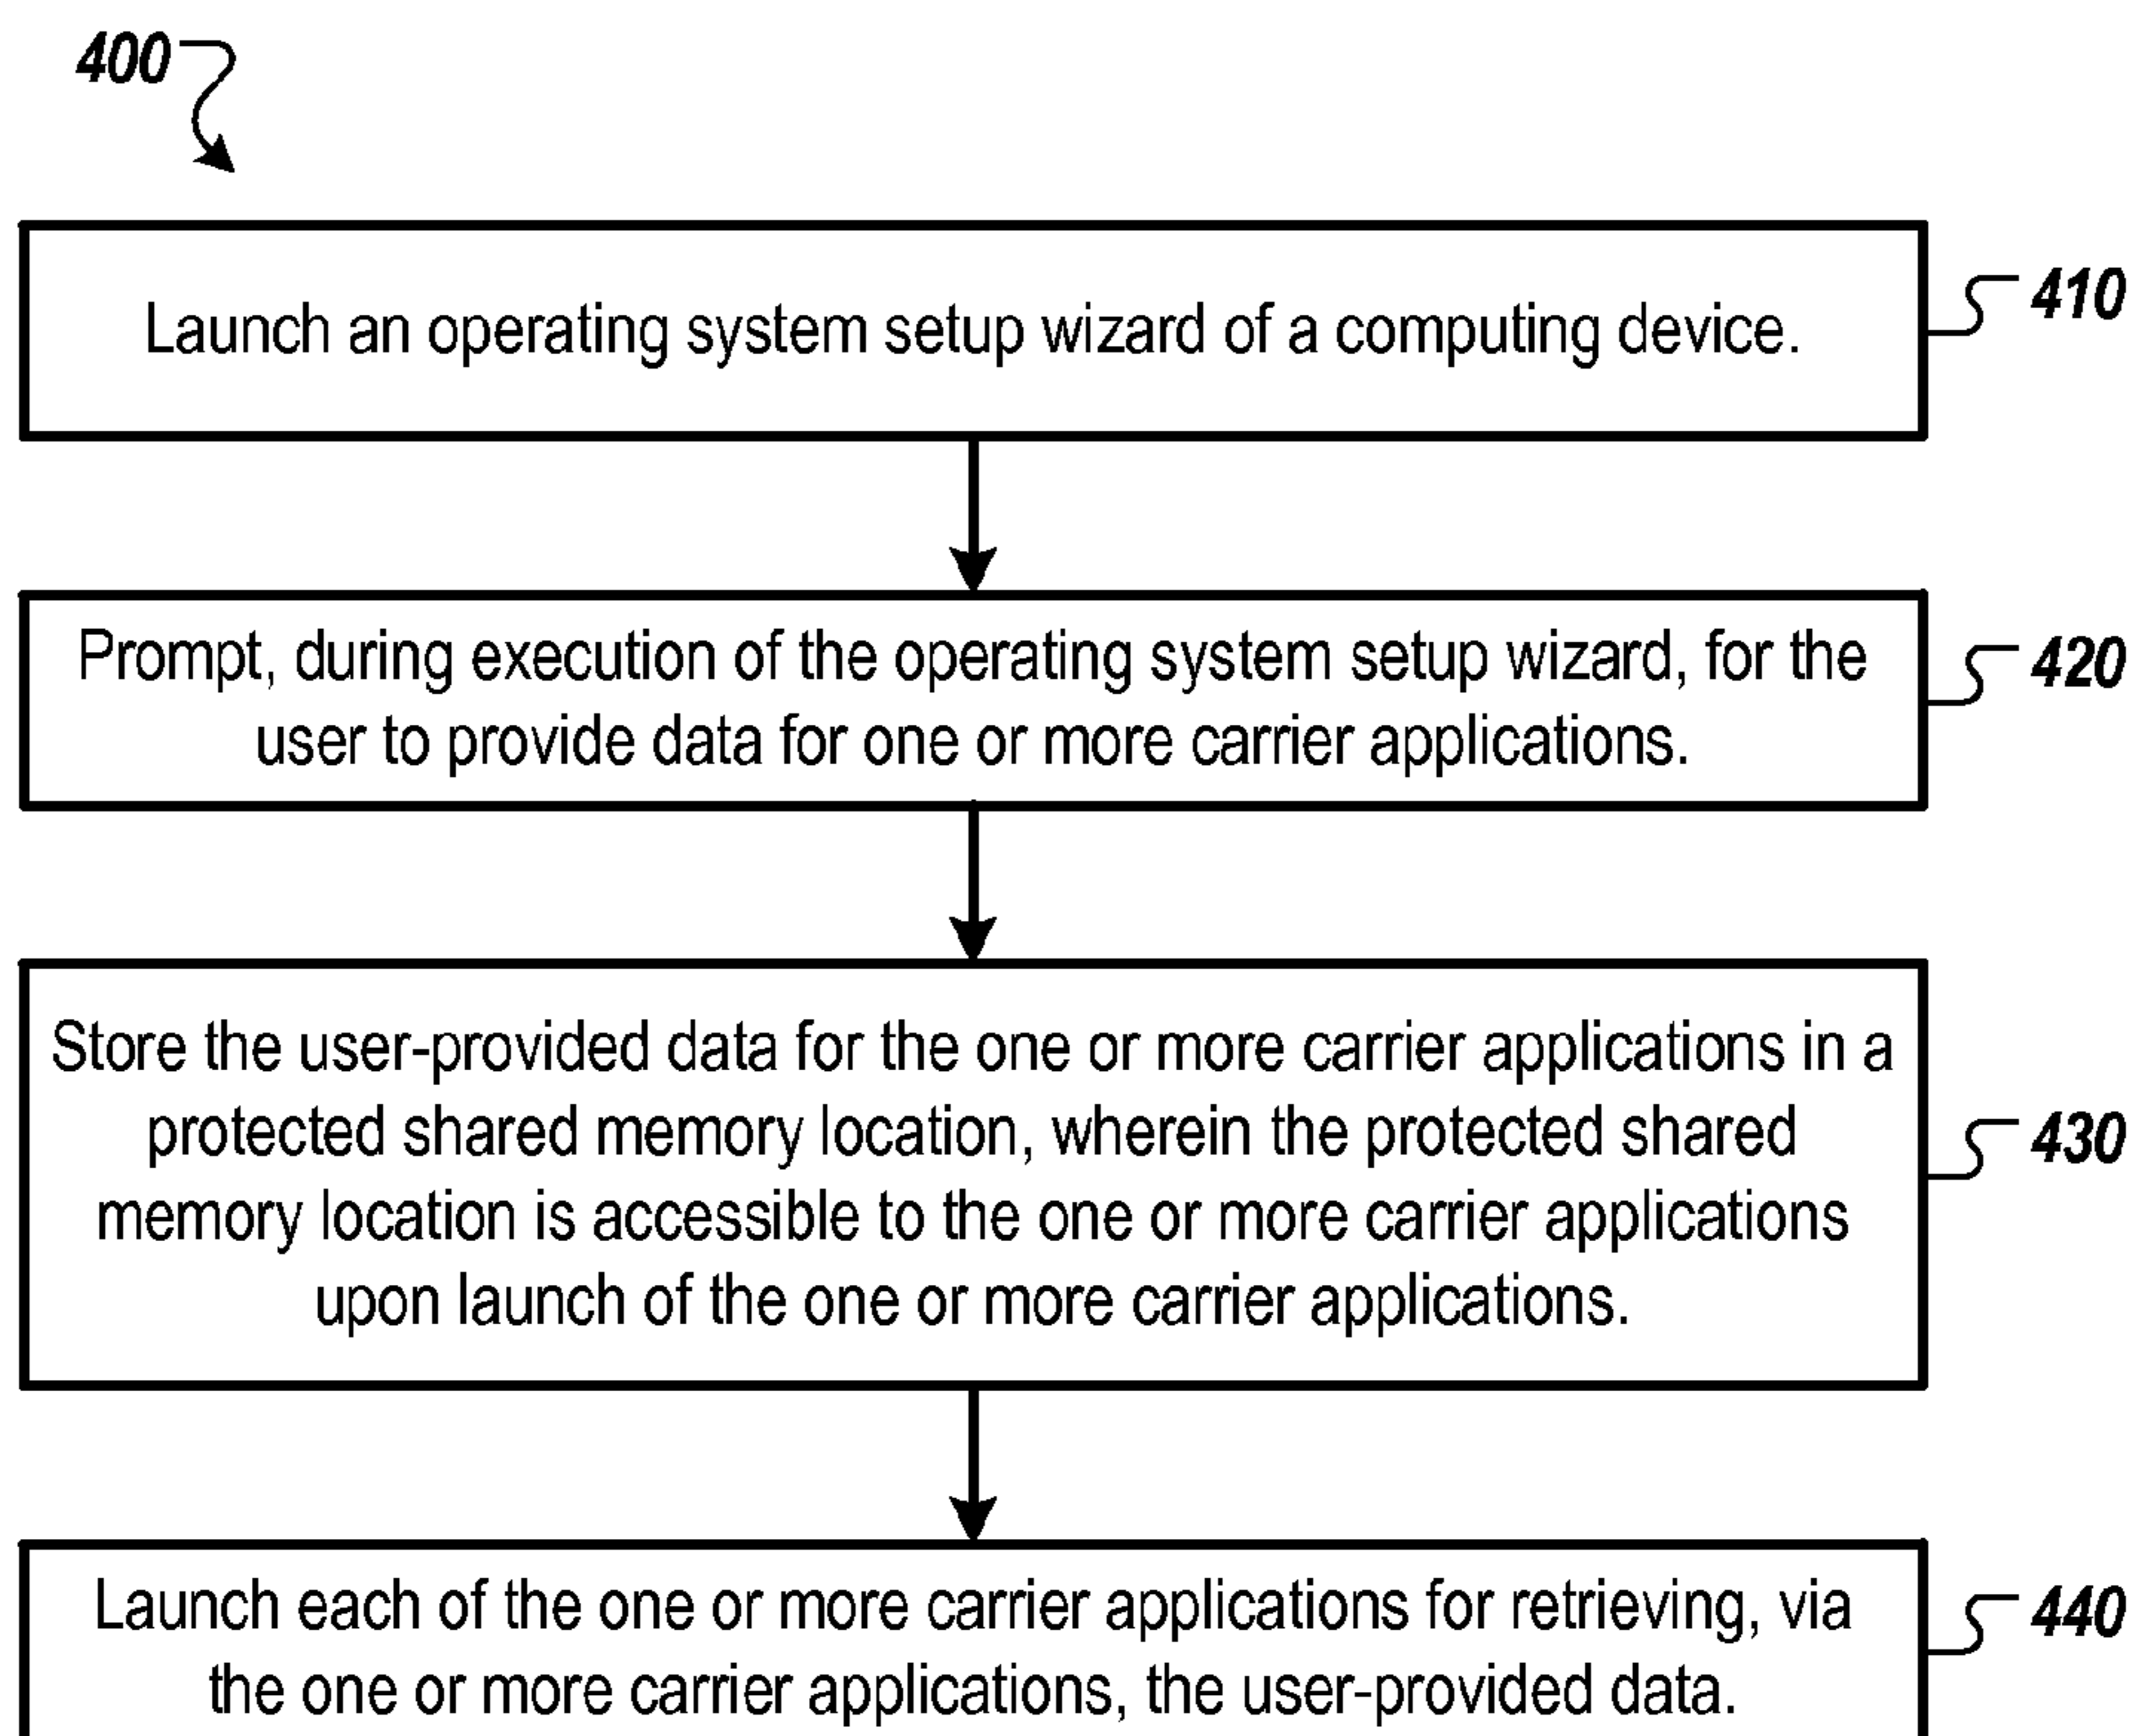 400
Launch an operating system setup wizard of a computing device.
410
Prompt, during execution of the operating system setup wizard, for the
user to provide data for one or more carrier applications.
420
Store the user-provided data for the one or more carrier applications in a
protected shared memory location, wherein the protected shared
memory location is accessible to the one or more carrier applications
upon launch of the one or more carrier applications.
430
Launch each of the one or more carrier applications for retrieving, via
the one or more carrier applications, the user-provided data.
440